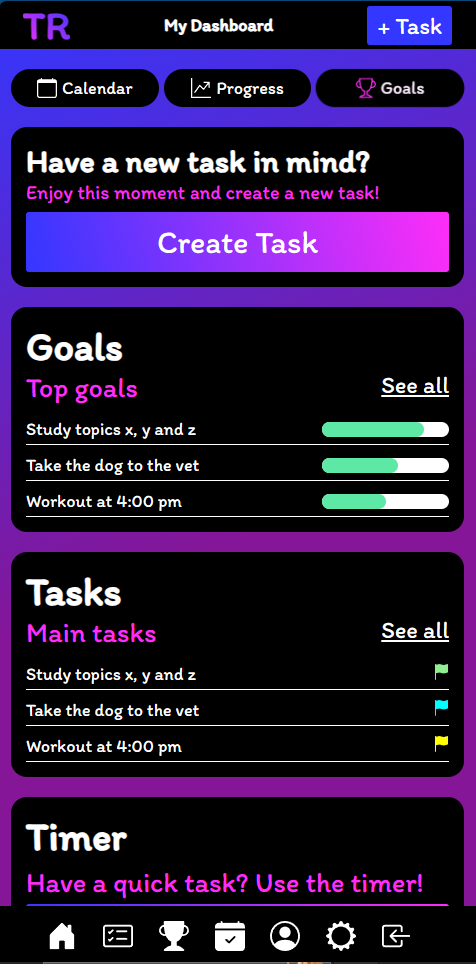 TR
My Dashboard
+ Task
Calendar
Progress
Goals
Have a new task in mind?
Enjoy this moment and create a new task!
Create Task
Goals
Top goals
See all
Study topics x, y and z
Take the dog to the vet
Workout at 4:00 pm
Tasks
Main tasks
See all
Study topics x, y and z
Take the dog to the vet
Workout at 4:00 pm
Timer
Have a quick task? Use the timer!